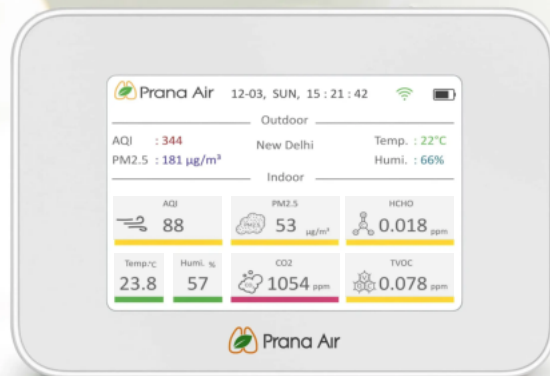 Prana Air 12-03, SUN, 15 : 21 : 42
Outdoor
AQI : 344 New Delhi Temp. : 22°C
PM2.5 : 181 µg/m³ Humi. : 66%
Indoor
AQI PM2.5 HCHO
88 PM2.5 53 µg/m³ 0.018 ppm
Temp.°C Humi. % CO2 TVOC
23.8 57 CO₂ 1054 ppm 0.078 ppm
Prana Air